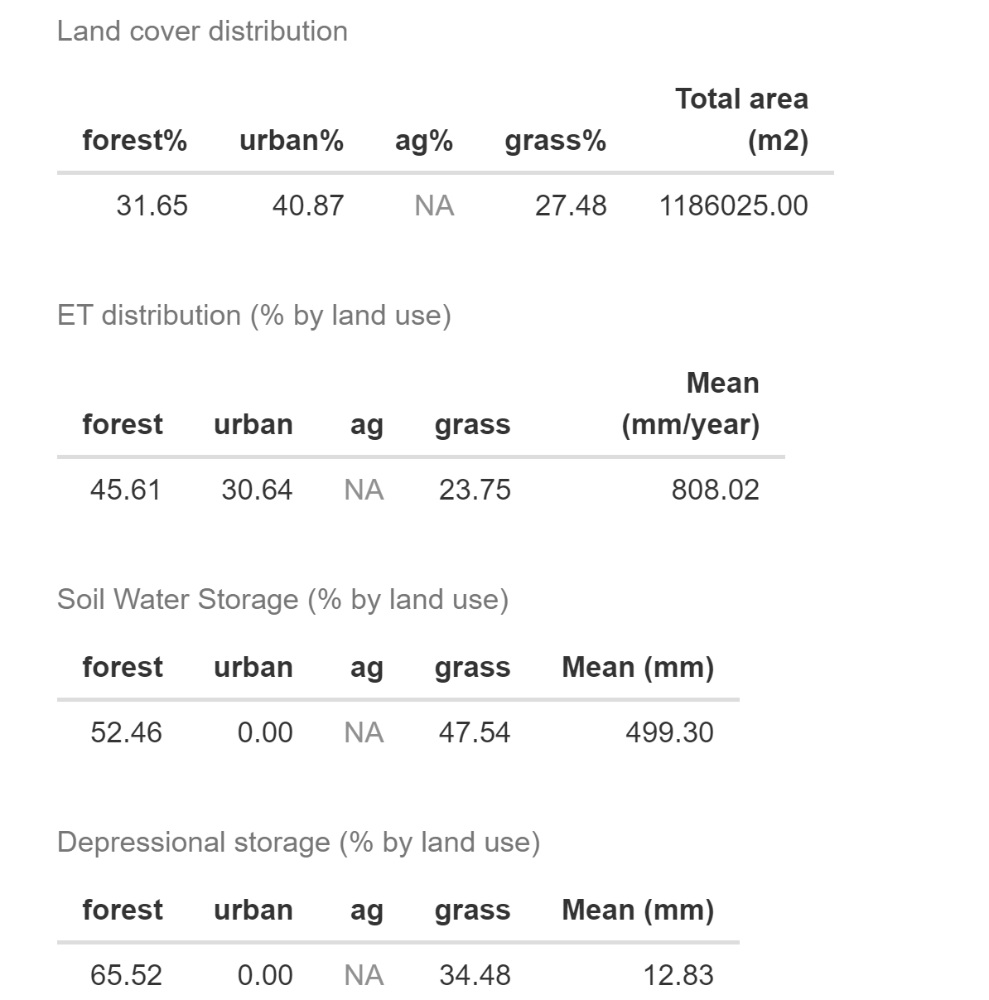 Land cover distribution
Total area
forest% urban% ag% grass% (m2)
31.65 40.87 NA 27.48 1186025.00
ET distribution (% by land use)
Mean
forest urban ag grass (mm/year)
45.61 30.64 NA 23.75 808.02
Soil Water Storage (% by land use)
forest urban ag grass Mean (mm)
52.46 0.00 NA 47.54 499.30
Depressional storage (% by land use)
forest urban ag grass Mean (mm)
65.52 0.00 NA 34.48 12.83